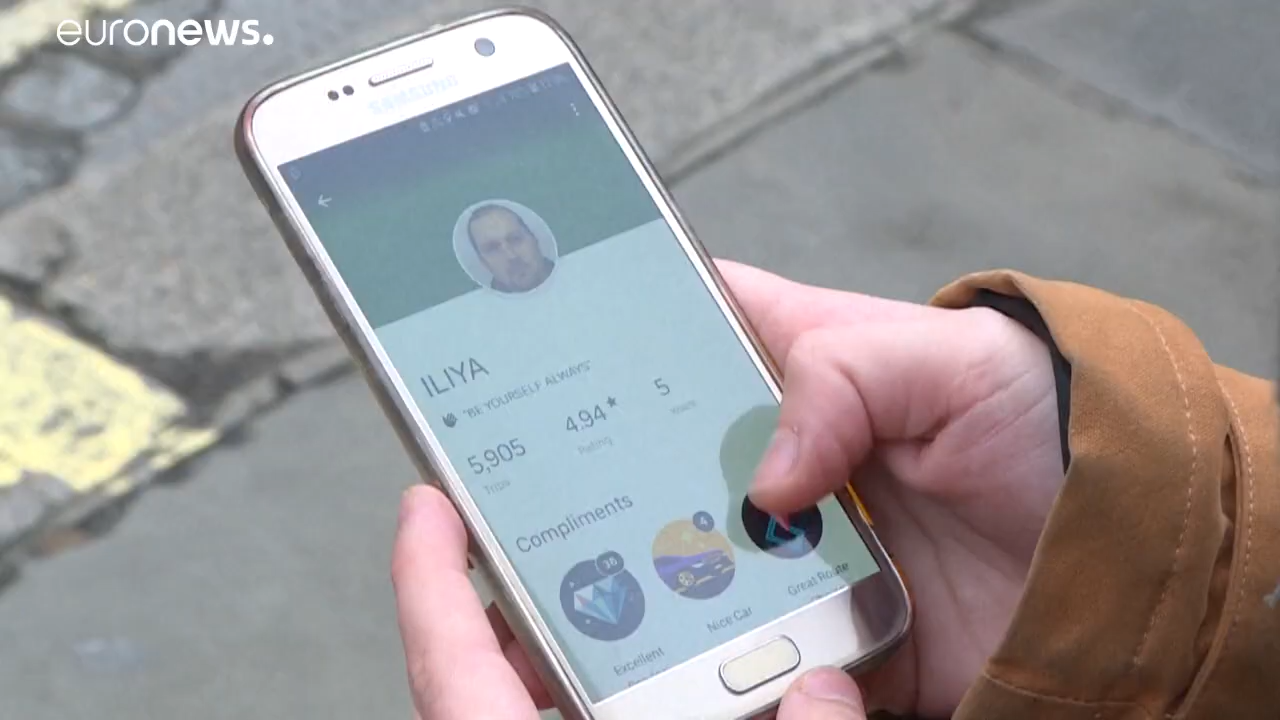 euronews.
SAMSUNG
ILIYA
"BE YOURSELF ALWAYS"
5,905
Trips
4.94★
Rating
5
Years
Compliments
18
4
Excellent
Nice Car
Great Route